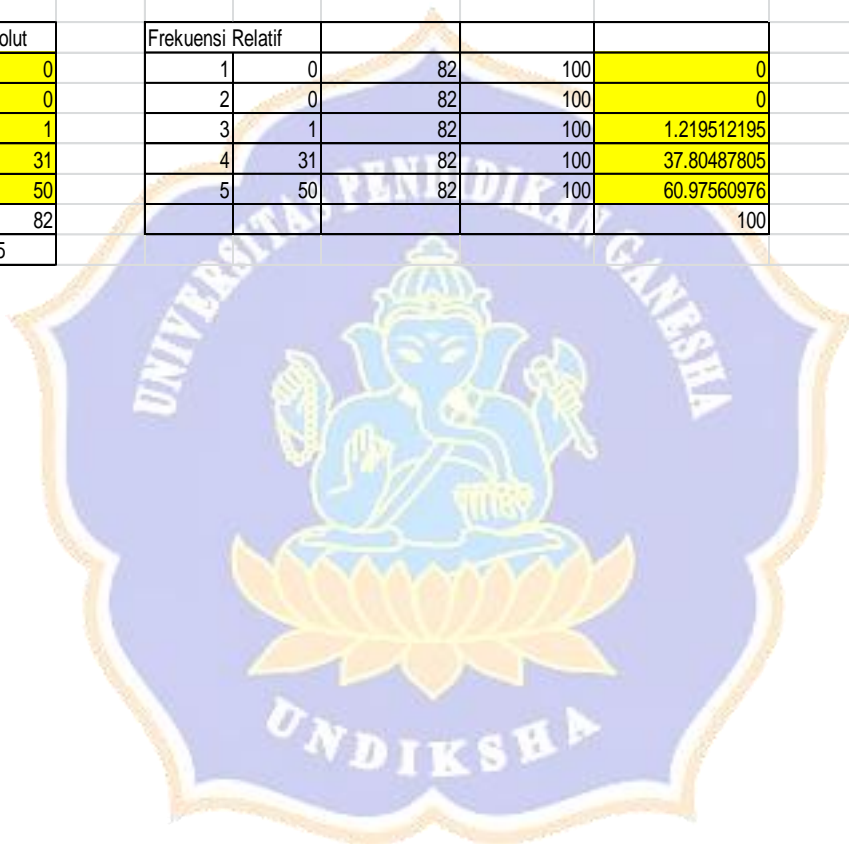 olut Frekuensi Relatif
0 1 0 82 100 0
0 2 0 82 100 0
1 3 1 82 100 1.219512195
31 4 31 82 100 37.80487805
50 5 50 82 100 60.97560976
82 100
5
UNIVERSITAS PENDIDIKAN GANESHA
UNDIKSHA